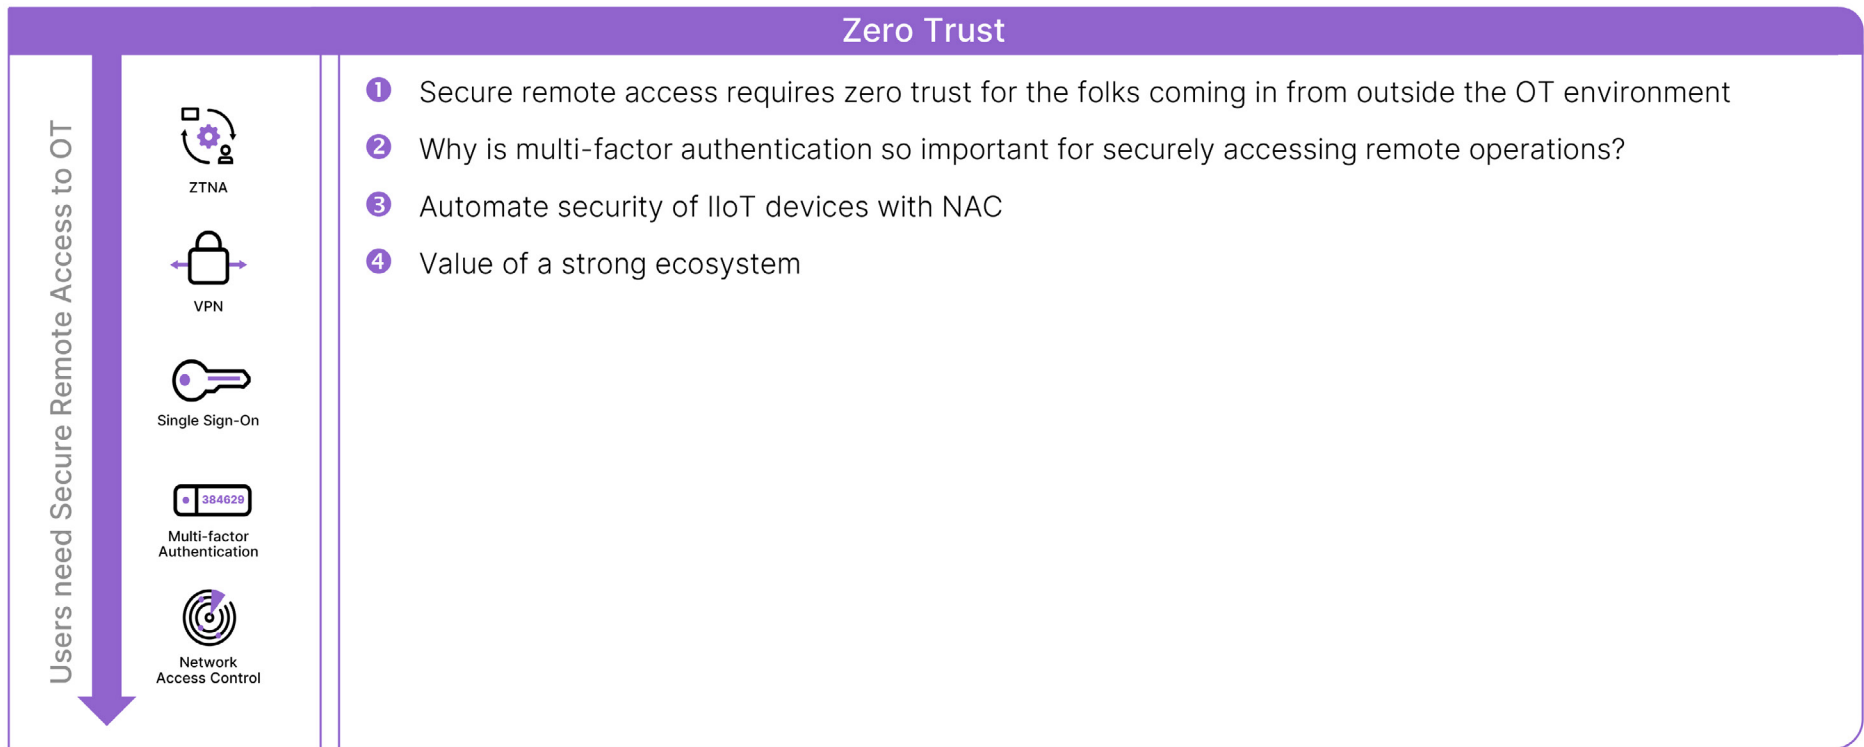 Zero Trust
Users need Secure Remote Access to OT
ZTNA
VPN
Single Sign-On
384629
Multi-factor
Authentication
Network
Access Control
1 Secure remote access requires zero trust for the folks coming in from outside the OT environment
2 Why is multi-factor authentication so important for securely accessing remote operations?
3 Automate security of IIoT devices with NAC
4 Value of a strong ecosystem